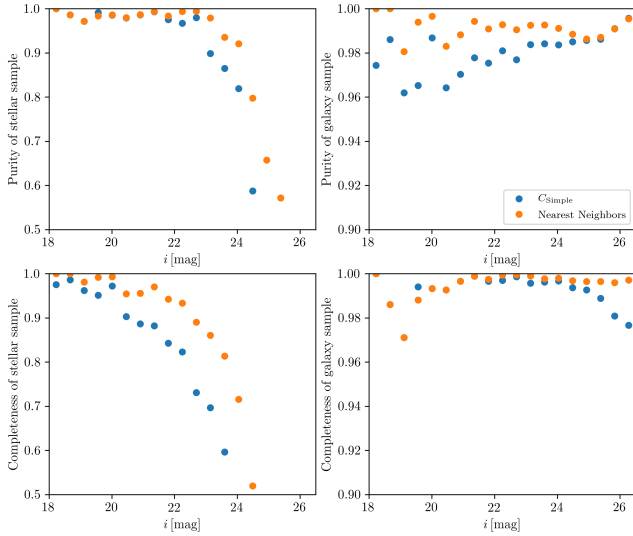 1.0
0.9
0.8
0.7
0.6
0.5
Purity of stellar sample
18 20 22 24 26
i [mag]
1.00
0.98
0.96
0.94
0.92
0.90
Purity of galaxy sample
C_Simple
Nearest Neighbors
18 20 22 24 26
i [mag]
1.0
0.9
0.8
0.7
0.6
0.5
Completeness of stellar sample
18 20 22 24 26
i [mag]
1.00
0.98
0.96
0.94
0.92
0.90
Completeness of galaxy sample
18 20 22 24 26
i [mag]